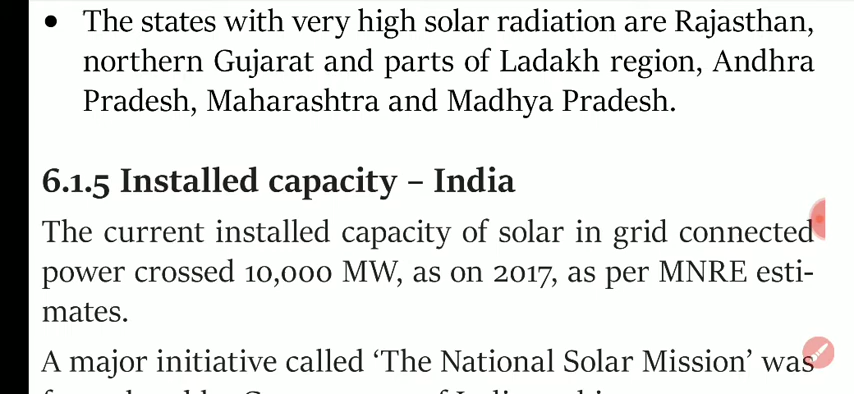 • The states with very high solar radiation are Rajasthan,
northern Gujarat and parts of Ladakh region, Andhra
Pradesh, Maharashtra and Madhya Pradesh.
6.1.5 Installed capacity – India
The current installed capacity of solar in grid connected
power crossed 10,000 MW, as on 2017, as per MNRE esti-
mates.
A major initiative called ‘The National Solar Mission’ was